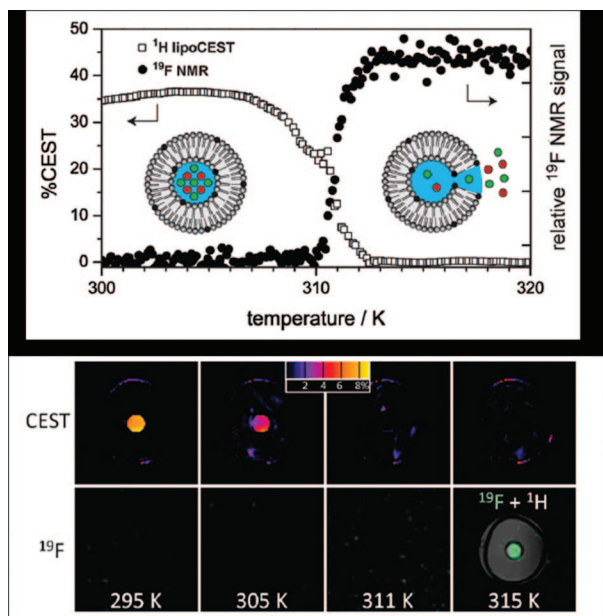 50
40
30
20
10
0
%CEST
¹H lipoCEST
¹⁹F NMR
relative ¹⁹F NMR signal
300
310
320
temperature / K
2 4 6 8%
CEST
¹⁹F + ¹H
¹⁹F
295 K
305 K
311 K
315 K